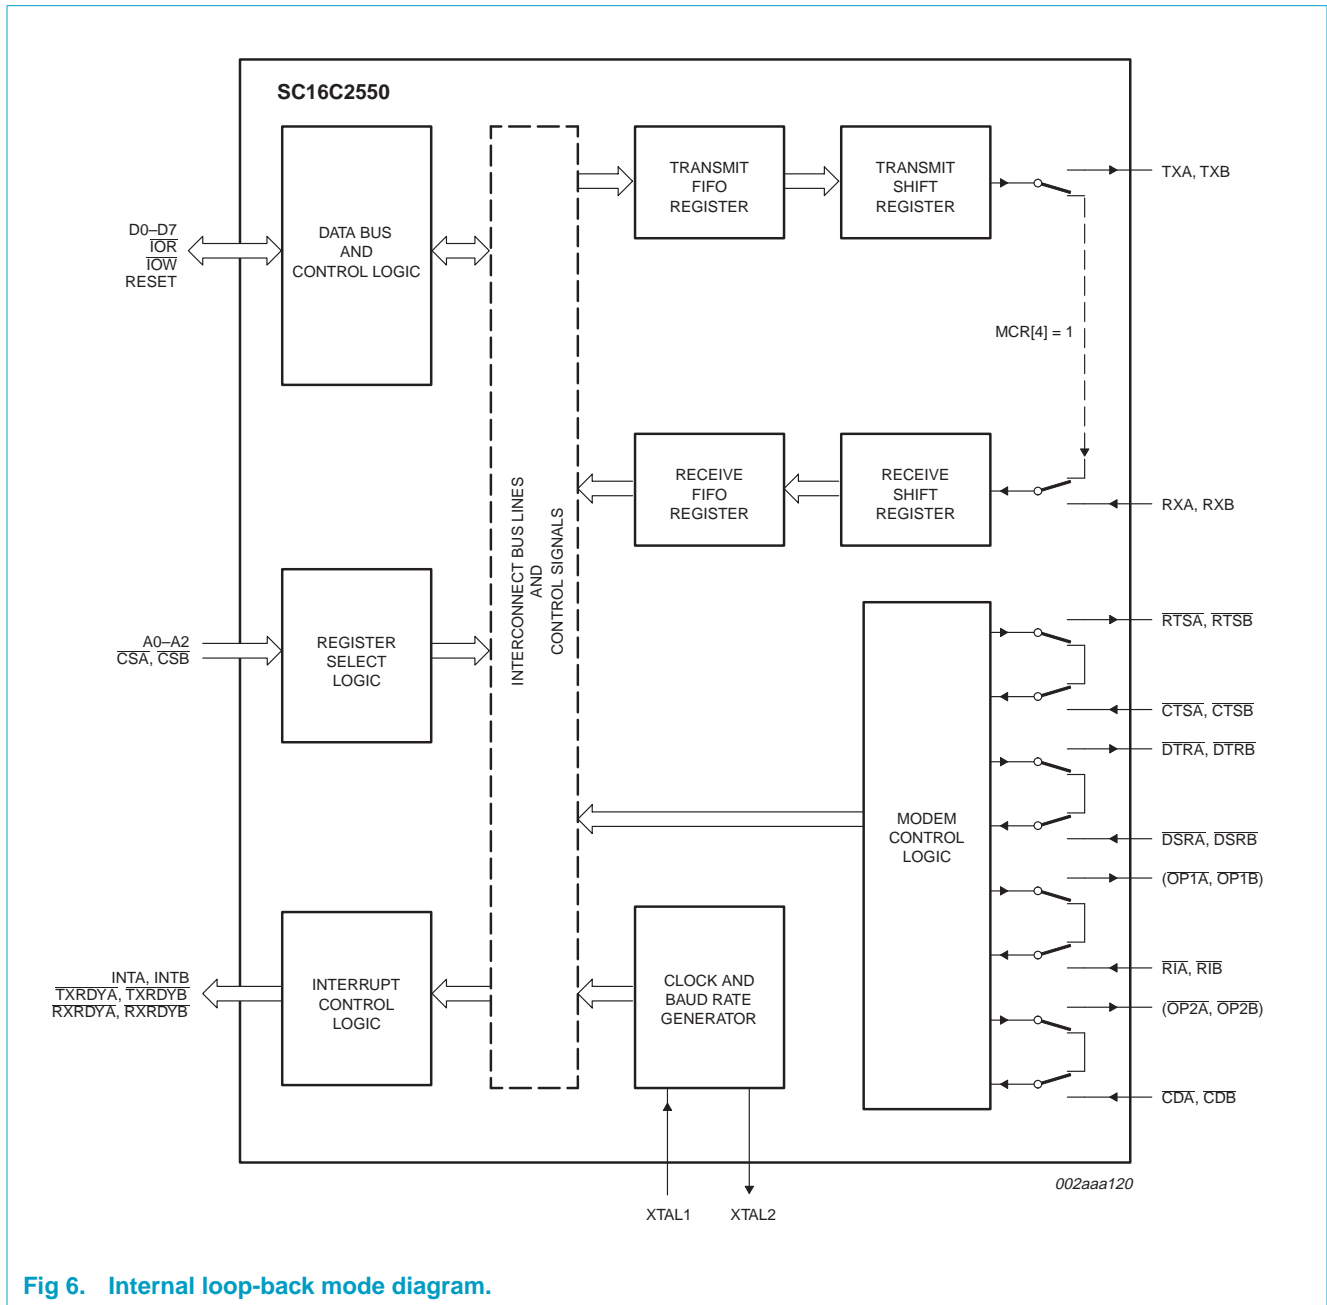 SC16C2550
D0–D7
IOR
IOW
RESET
DATA BUS
AND
CONTROL LOGIC
INTERCONNECT BUS LINES
AND
CONTROL SIGNALS
TRANSMIT
FIFO
REGISTER
TRANSMIT
SHIFT
REGISTER
TXA, TXB
MCR[4] = 1
RECEIVE
FIFO
REGISTER
RECEIVE
SHIFT
REGISTER
RXA, RXB
A0–A2
CSA, CSB
REGISTER
SELECT
LOGIC
MODEM
CONTROL
LOGIC
RTSA, RTSB
CTSA, CTSB
DTRA, DTRB
DSRA, DSRB
(OP1A, OP1B)
RIA, RIB
(OP2A, OP2B)
CDA, CDB
INTA, INTB
TXRDYA, TXRDYB
RXRDYA, RXRDYB
INTERRUPT
CONTROL
LOGIC
CLOCK AND
BAUD RATE
GENERATOR
XTAL1
XTAL2
002aaa120
Fig 6. Internal loop-back mode diagram.